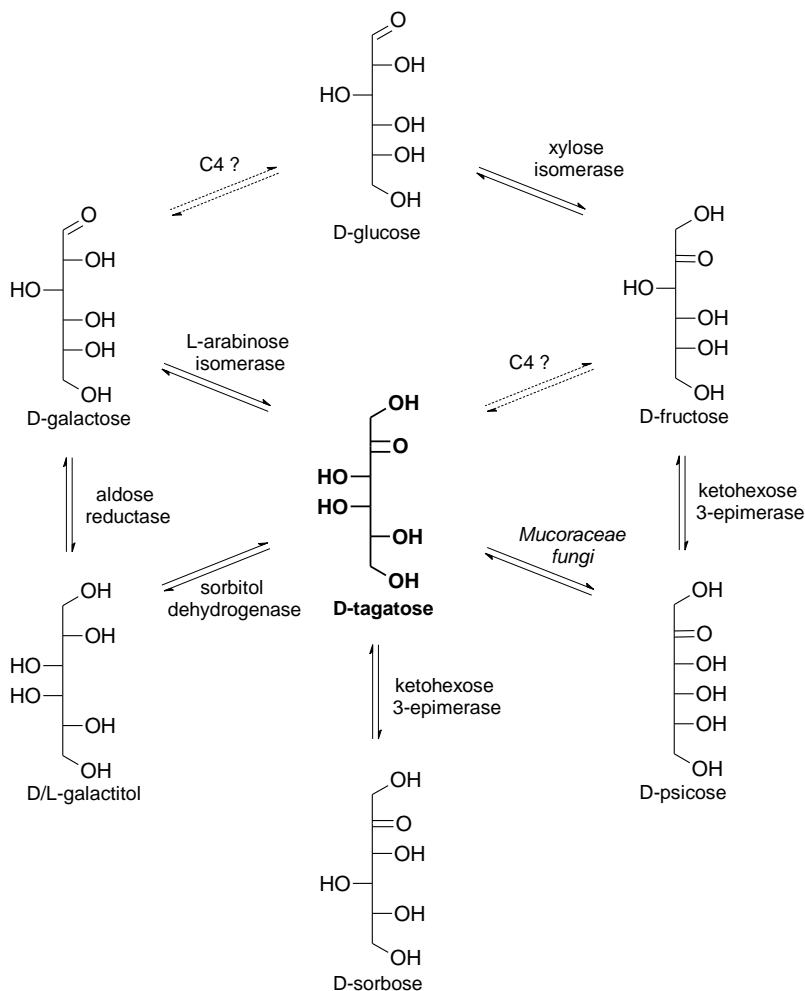 O
OH
HO
OH
OH
OH
D-glucose
C4 ?
xylose
isomerase
O
OH
HO
OH
OH
OH
D-galactose
OH
O
HO
OH
OH
OH
D-fructose
L-arabinose
isomerase
C4 ?
OH
O
HO
HO
OH
OH
D-tagatose
aldose
reductase
ketohexose
3-epimerase
sorbitol
dehydrogenase
Mucoraceae
fungi
OH
OH
HO
HO
OH
OH
D/L-galactitol
ketohexose
3-epimerase
OH
O
OH
OH
OH
OH
D-psicose
OH
O
OH
HO
OH
OH
D-sorbose